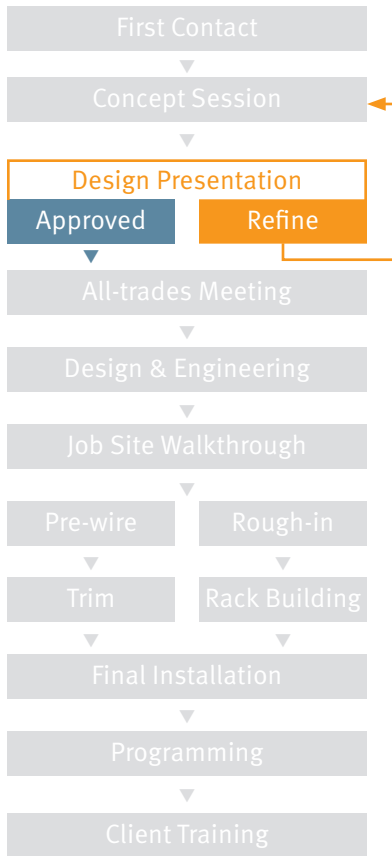 First Contact
Concept Session
Design Presentation
Approved Refine
All-trades Meeting
Design & Engineering
Job Site Walkthrough
Pre-wire Rough-in
Trim Rack Building
Final Installation
Programming
Client Training